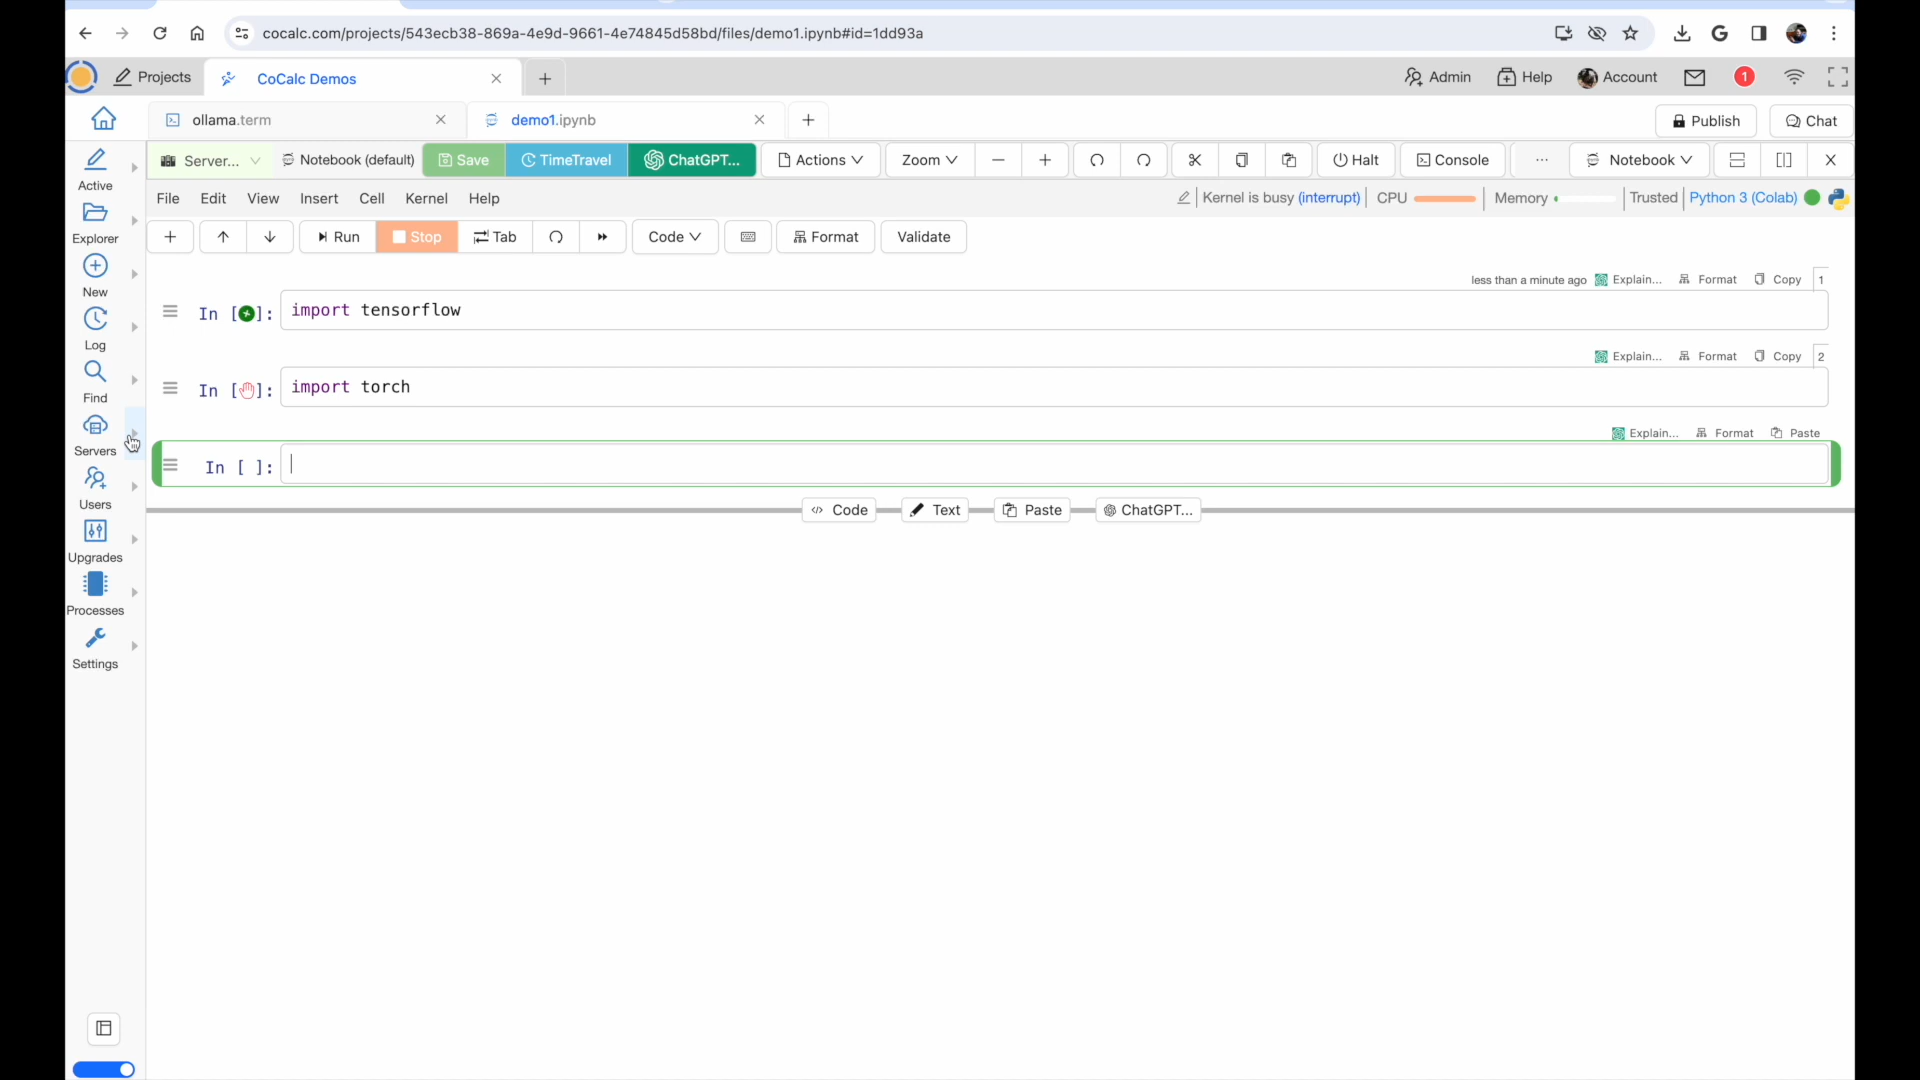 cocalc.com/projects/543ecb38-869a-4e9d-9661-4e74845d58bd/files/demo1.ipynb#id=1dd93a
Projects CoCalc Demos Admin Help Account 1
ollama.term demo1.ipynb Publish Chat
Server... Notebook (default) Save TimeTravel ChatGPT... Actions Zoom Halt Console ... Notebook
File Edit View Insert Cell Kernel Help Kernel is busy (interrupt) CPU Memory Trusted Python 3 (Colab)
Run Stop Tab Code Format Validate
less than a minute ago Explain... Format Copy 1
In [ ]: import tensorflow
Explain... Format Copy 2
In [ ]: import torch
Explain... Format Paste
In [ ]:
Code Text Paste ChatGPT...
Active
Explorer
New
Log
Find
Servers
Users
Upgrades
Processes
Settings